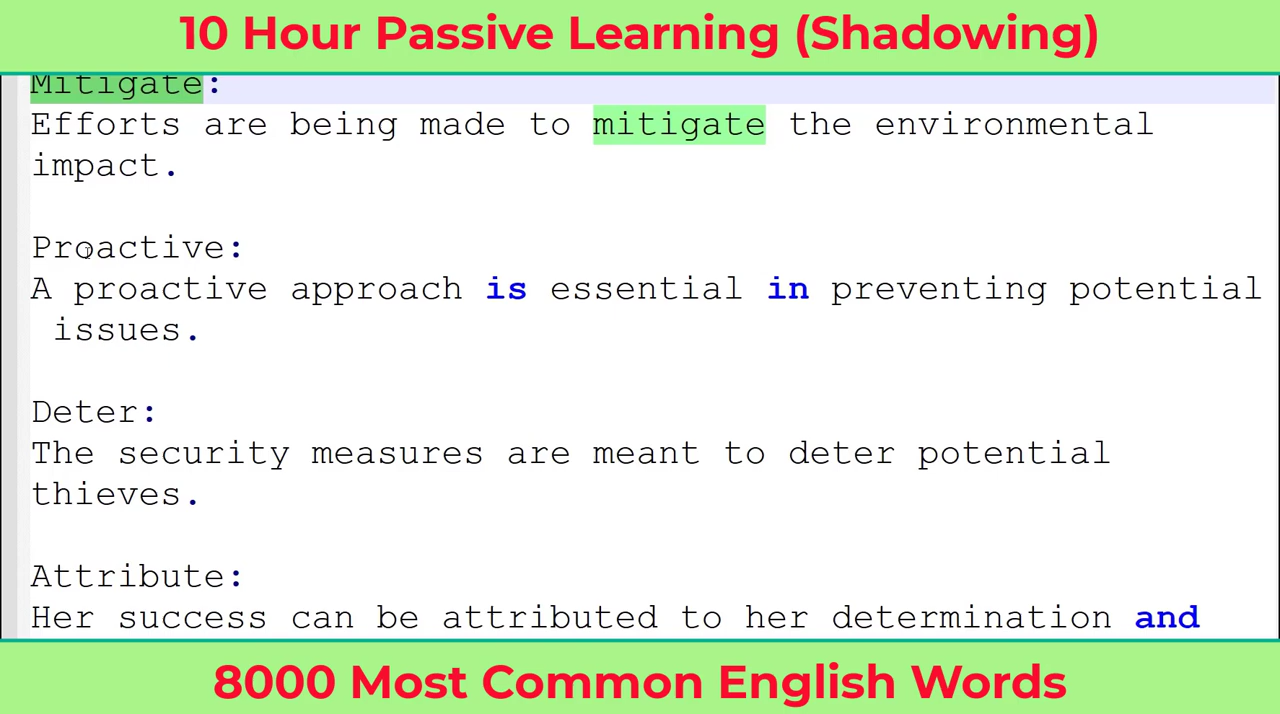 10 Hour Passive Learning (Shadowing)
Mitigate:
Efforts are being made to mitigate the environmental
impact.
Proactive:
A proactive approach is essential in preventing potential
issues.
Deter:
The security measures are meant to deter potential
thieves.
Attribute:
Her success can be attributed to her determination and
8000 Most Common English Words